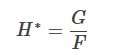 H* = G/F